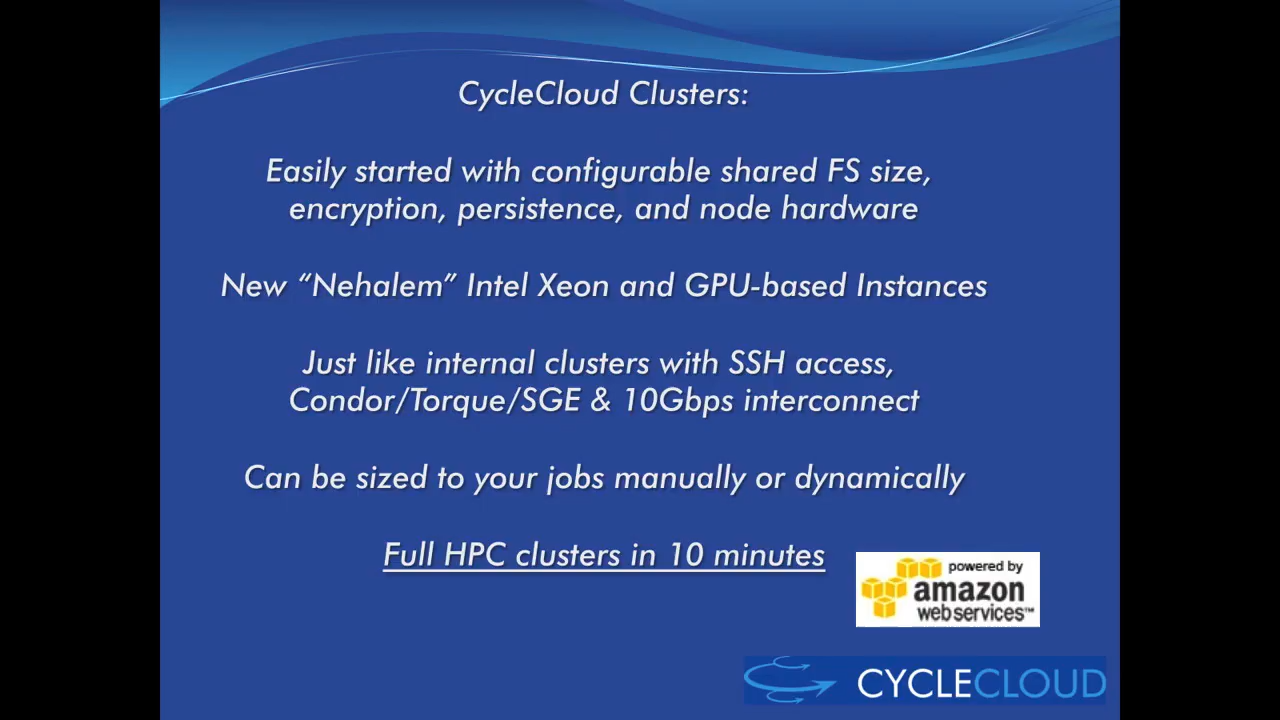 CycleCloud Clusters:
Easily started with configurable shared FS size,
encryption, persistence, and node hardware
New “Nehalem” Intel Xeon and GPU-based Instances
Just like internal clusters with SSH access,
Condor/Torque/SGE & 10Gbps interconnect
Can be sized to your jobs manually or dynamically
Full HPC clusters in 10 minutes
powered by
amazon
webservices™
CYCLECLOUD